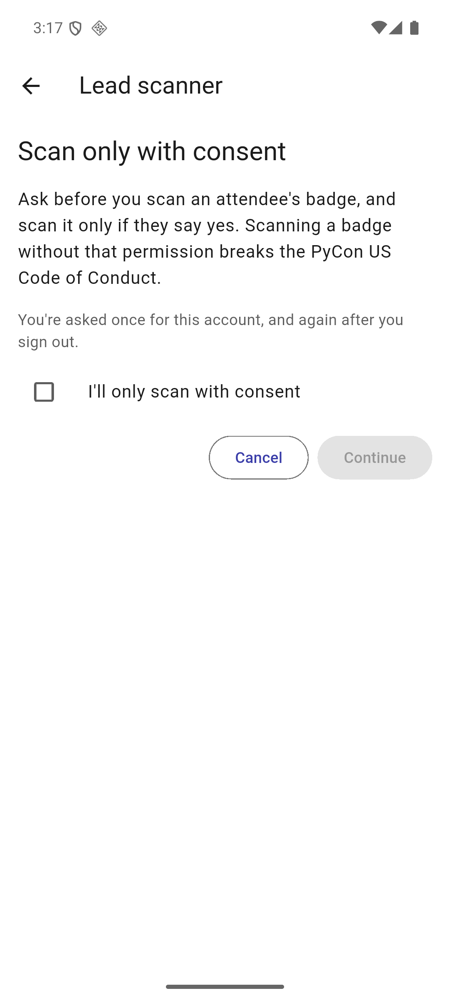 3:17
Lead scanner
Scan only with consent
Ask before you scan an attendee's badge, and
scan it only if they say yes. Scanning a badge
without that permission breaks the PyCon US
Code of Conduct.
You're asked once for this account, and again after you
sign out.
I'll only scan with consent
Cancel
Continue